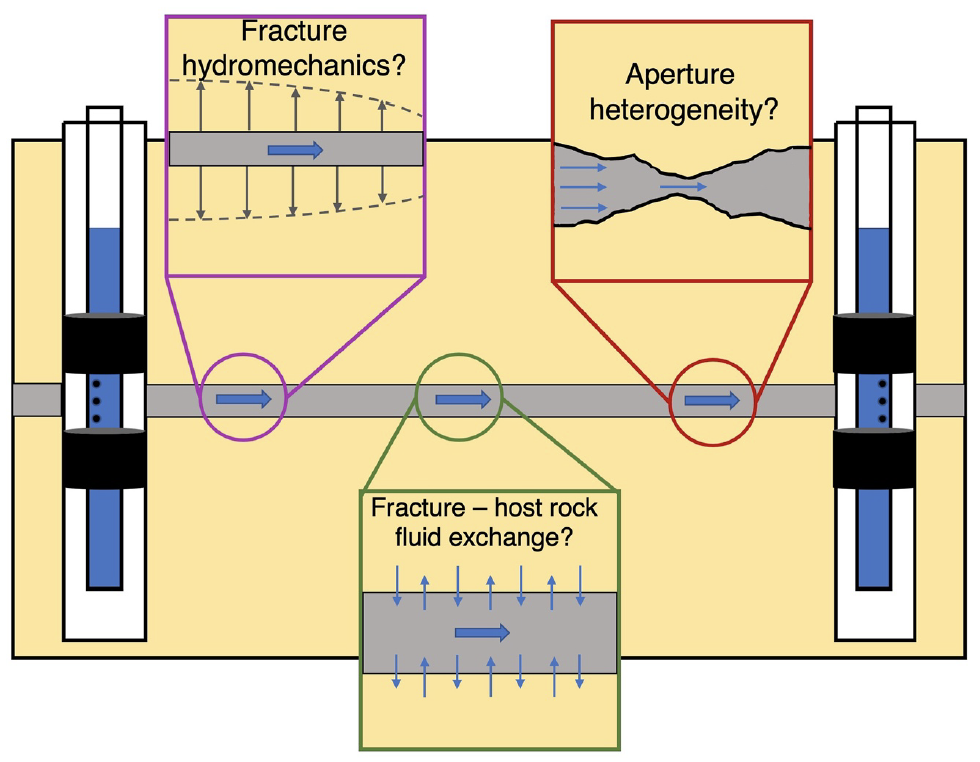 Fracture
hydromechanics?
Aperture
heterogeneity?
Fracture – host rock
fluid exchange?